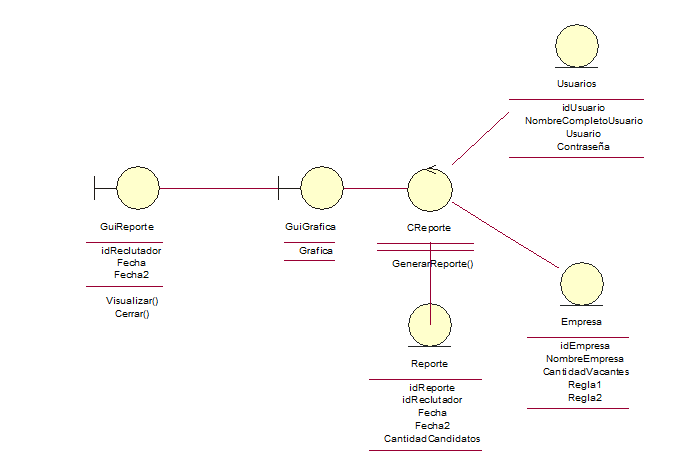 Usuarios
idUsuario
NombreCompletoUsuario
Usuario
Contraseña
GuiReporte
idReclutador
Fecha
Fecha2
Visualizar()
Cerrar()
GuiGrafica
Grafica
CReporte
GenerarReporte()
Empresa
idEmpresa
NombreEmpresa
CantidadVacantes
Regla1
Regla2
Reporte
idReporte
idReclutador
Fecha
Fecha2
CantidadCandidatos